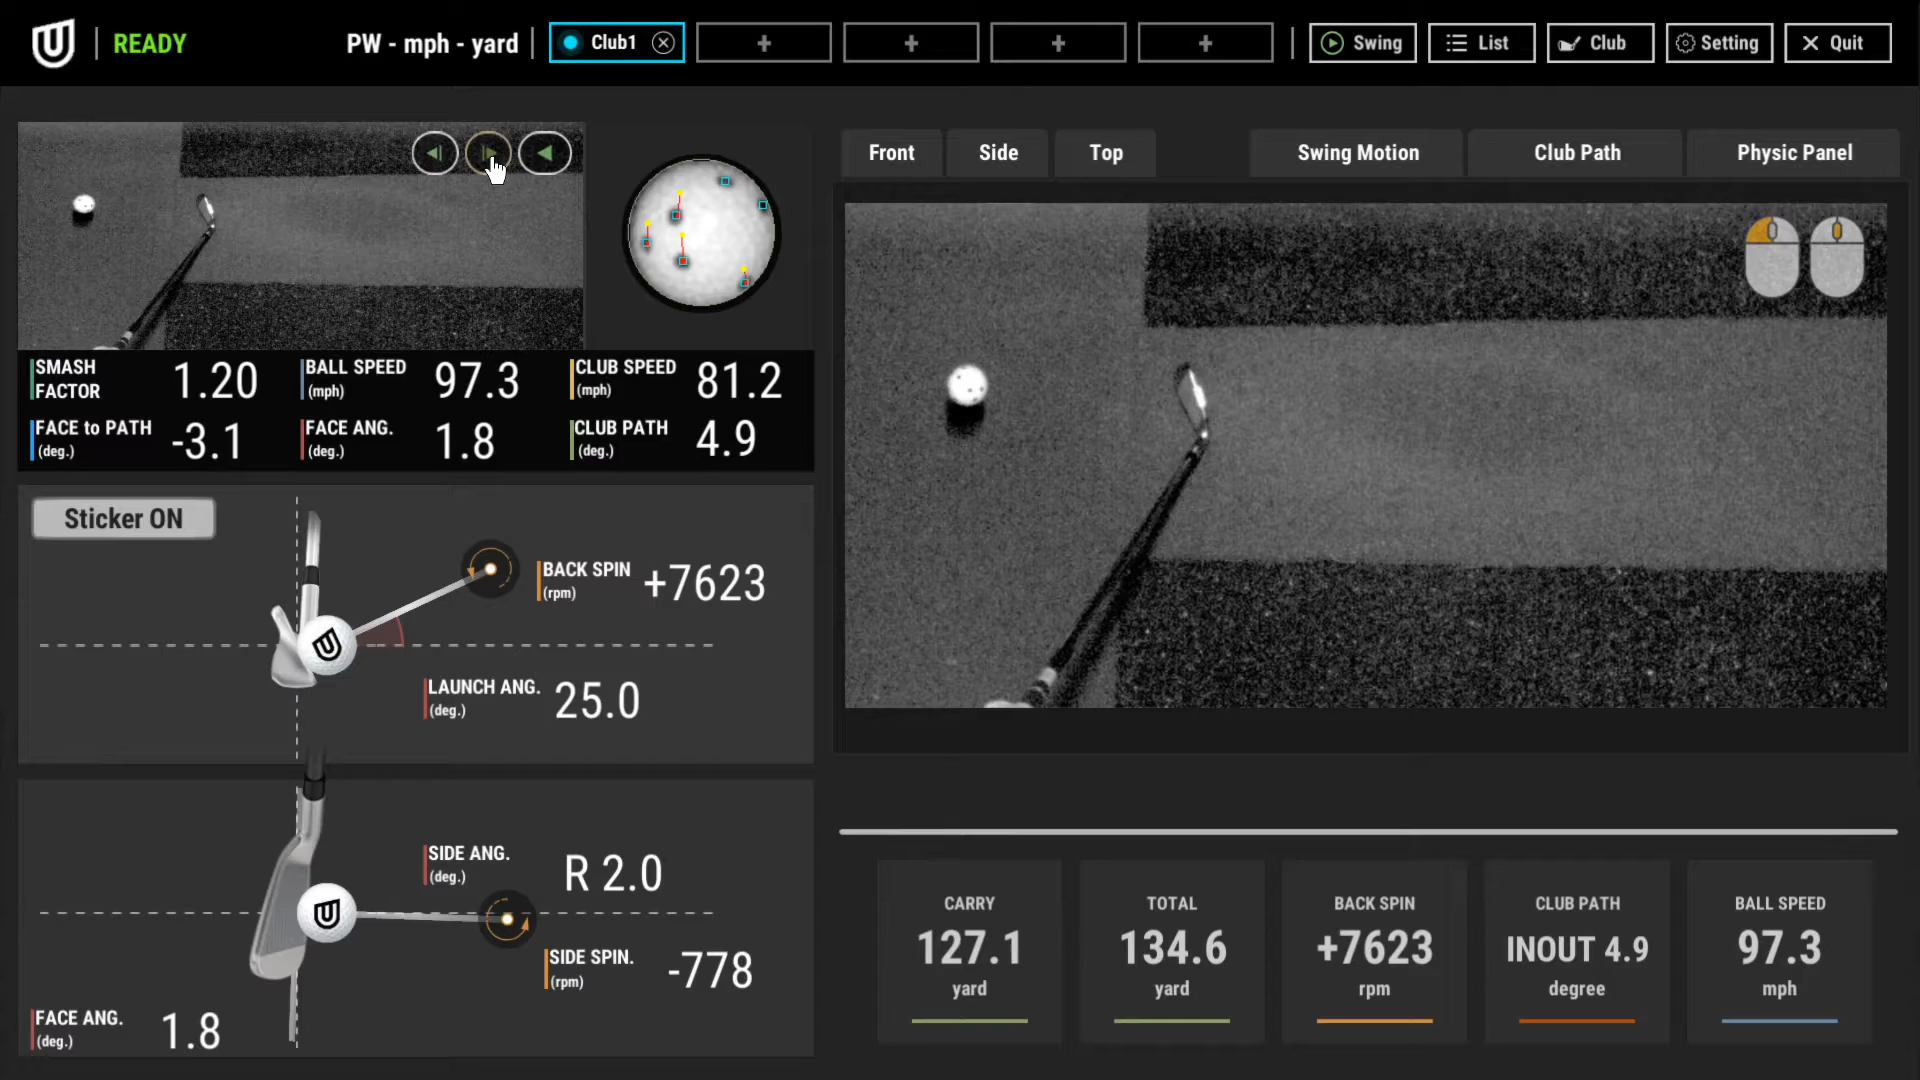 READY
PW - mph - yard
Club1
Swing
List
Club
Setting
Quit
Front
Side
Top
Swing Motion
Club Path
Physic Panel
SMASH FACTOR
1.20
BALL SPEED
(mph)
97.3
CLUB SPEED
(mph)
81.2
FACE to PATH
(deg.)
-3.1
FACE ANG.
(deg.)
1.8
CLUB PATH
(deg.)
4.9
Sticker ON
BACK SPIN
(rpm)
+7623
LAUNCH ANG.
(deg.)
25.0
SIDE ANG.
(deg.)
R 2.0
SIDE SPIN.
(rpm)
-778
FACE ANG.
(deg.)
1.8
CARRY
127.1
yard
TOTAL
134.6
yard
BACK SPIN
+7623
rpm
CLUB PATH
INOUT 4.9
degree
BALL SPEED
97.3
mph